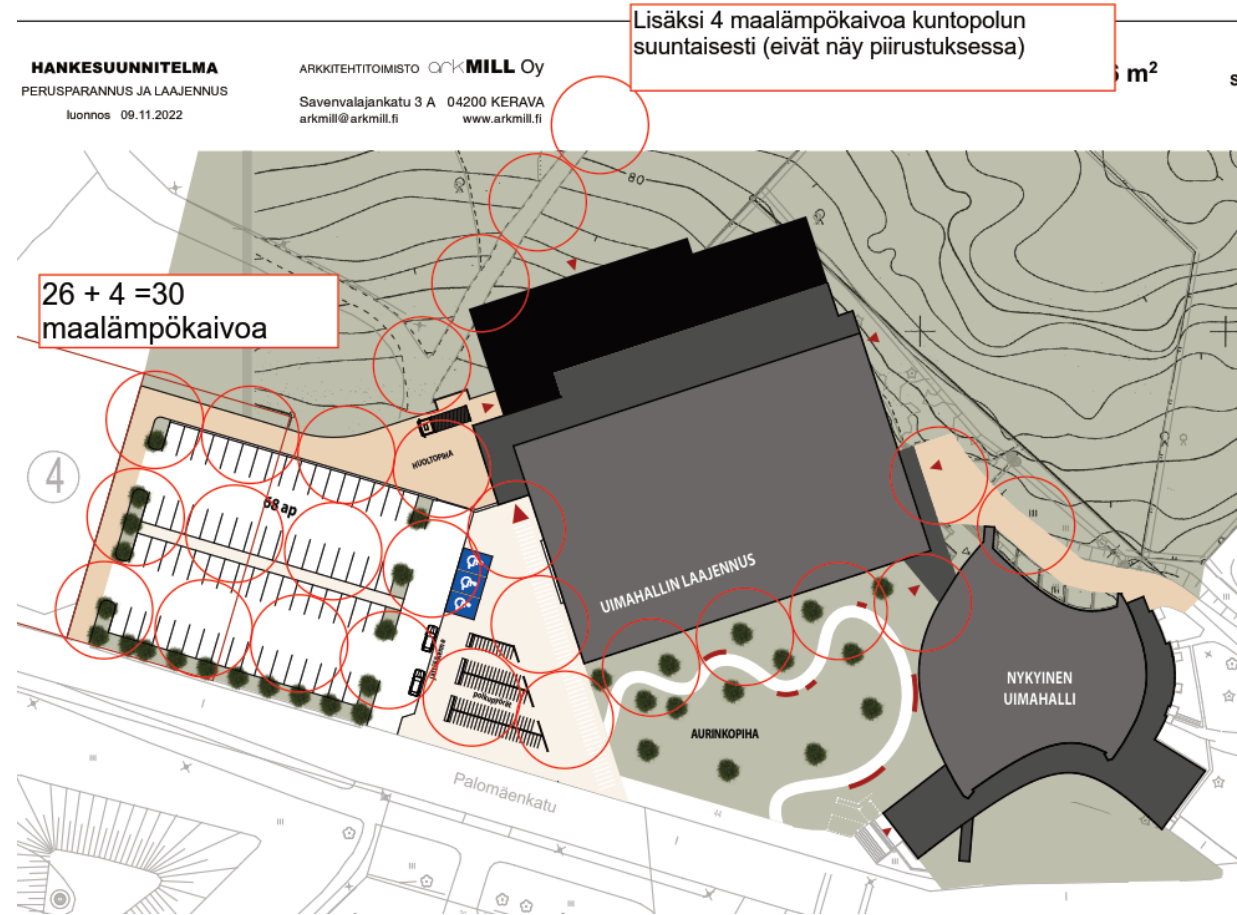 Lisäksi 4 maalämpökaivoa kuntopolun
suuntaisesti (eivät näy piirustuksessa)
HANKESUUNNITELMA
PERUSPARANNUS JA LAAJENNUS
luonnos 09.11.2022
ARKKITEHTITOIMISTO arkMILL Oy
Savenvalajankatu 3 A 04200 KERAVA
arkmill@arkmill.fi www.arkmill.fi
m²
s
80
26 + 4 =30
maalämpökaivoa
4
HUOLTOPIHA
68 ap
UIMAHALLIN LAAJENNUS
polkupyörät
NYKYINEN
UIMAHALLI
AURINKOPIHA
Palomäenkatu